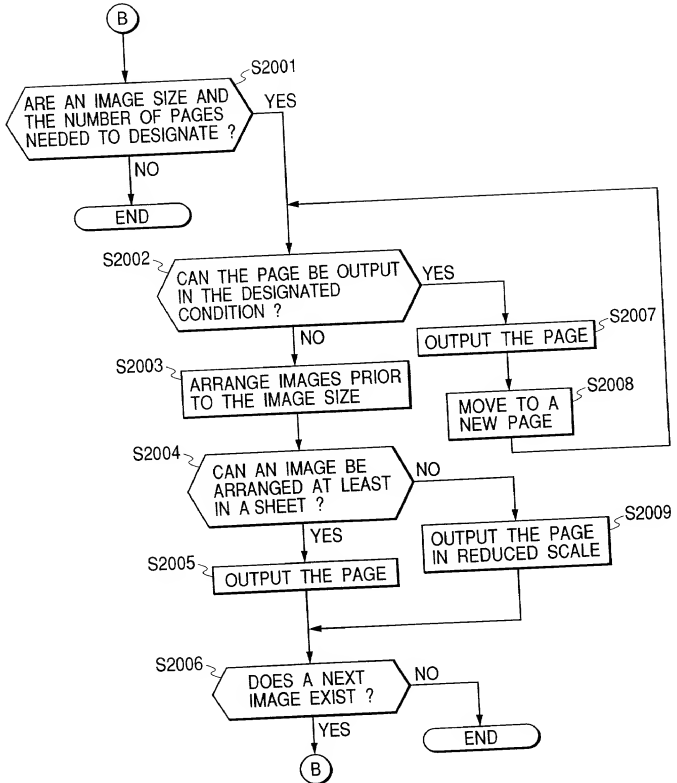 B
S2001
ARE AN IMAGE SIZE AND
THE NUMBER OF PAGES
NEEDED TO DESIGNATE ?
YES
NO
END
S2002
CAN THE PAGE BE OUTPUT
IN THE DESIGNATED
CONDITION ?
YES
NO
S2007
OUTPUT THE PAGE
S2003
ARRANGE IMAGES PRIOR
TO THE IMAGE SIZE
S2008
MOVE TO A
NEW PAGE
S2004
CAN AN IMAGE BE
ARRANGED AT LEAST
IN A SHEET ?
NO
YES
S2009
OUTPUT THE PAGE
IN REDUCED SCALE
S2005
OUTPUT THE PAGE
S2006
DOES A NEXT
IMAGE EXIST ?
NO
YES
END
B